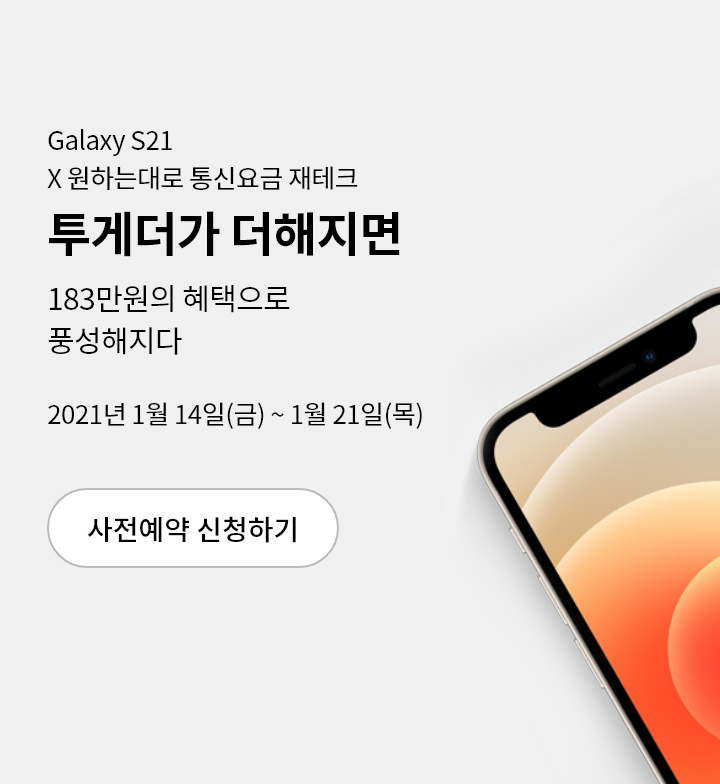 Galaxy S21
X 원하는대로 통신요금 재테크
투게더가 더해지면
183만원의 혜택으로
풍성해지다
2021년 1월 14일(금) ~ 1월 21일(목)
사전예약 신청하기